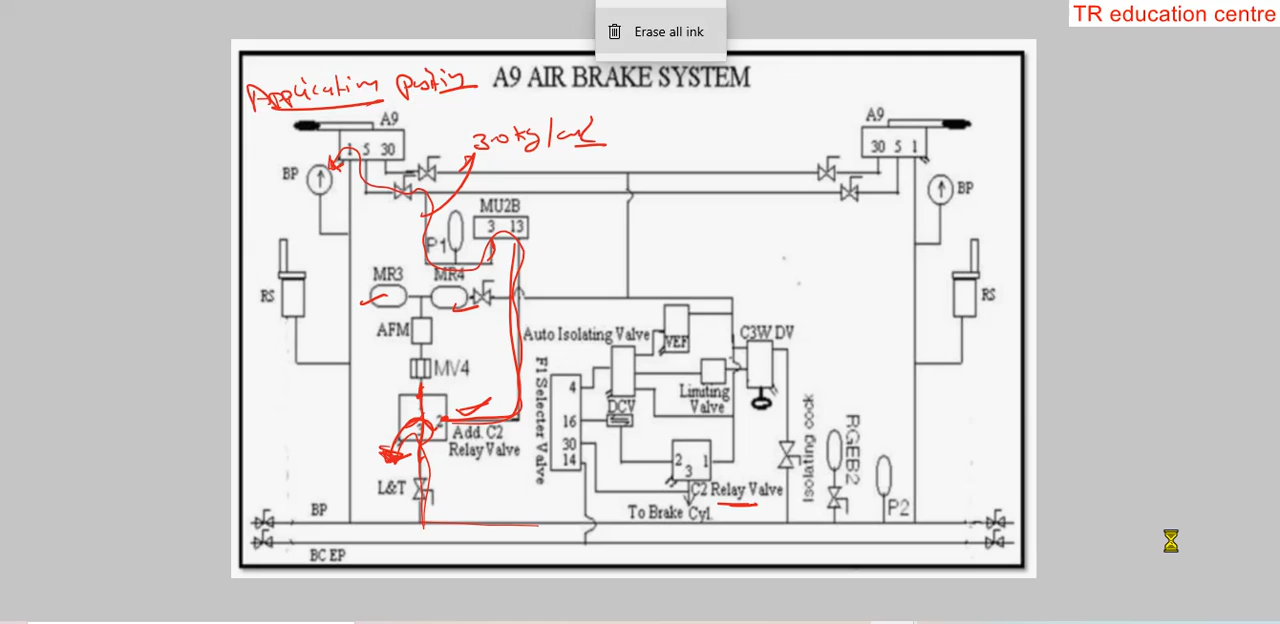 TR education centre
Erase all ink
Application
A9 AIR BRAKE SYSTEM
A9
1 5 30
3.0 kg/
A9
30 5 1
BP
BP
MU2B
3 13
P1
MR3
MR4
RS
RS
AFM
Auto Isolating Valve
VEF
C3W DV
MV4
F1 Selector Valve
4
16
30
14
Limiting
Valve
DCV
2
Add. C2
Relay Valve
2 1
3
C2 Relay Valve
To Brake Cyl.
Isolating cock
RGEB2
P2
L&T
BP
BC EP